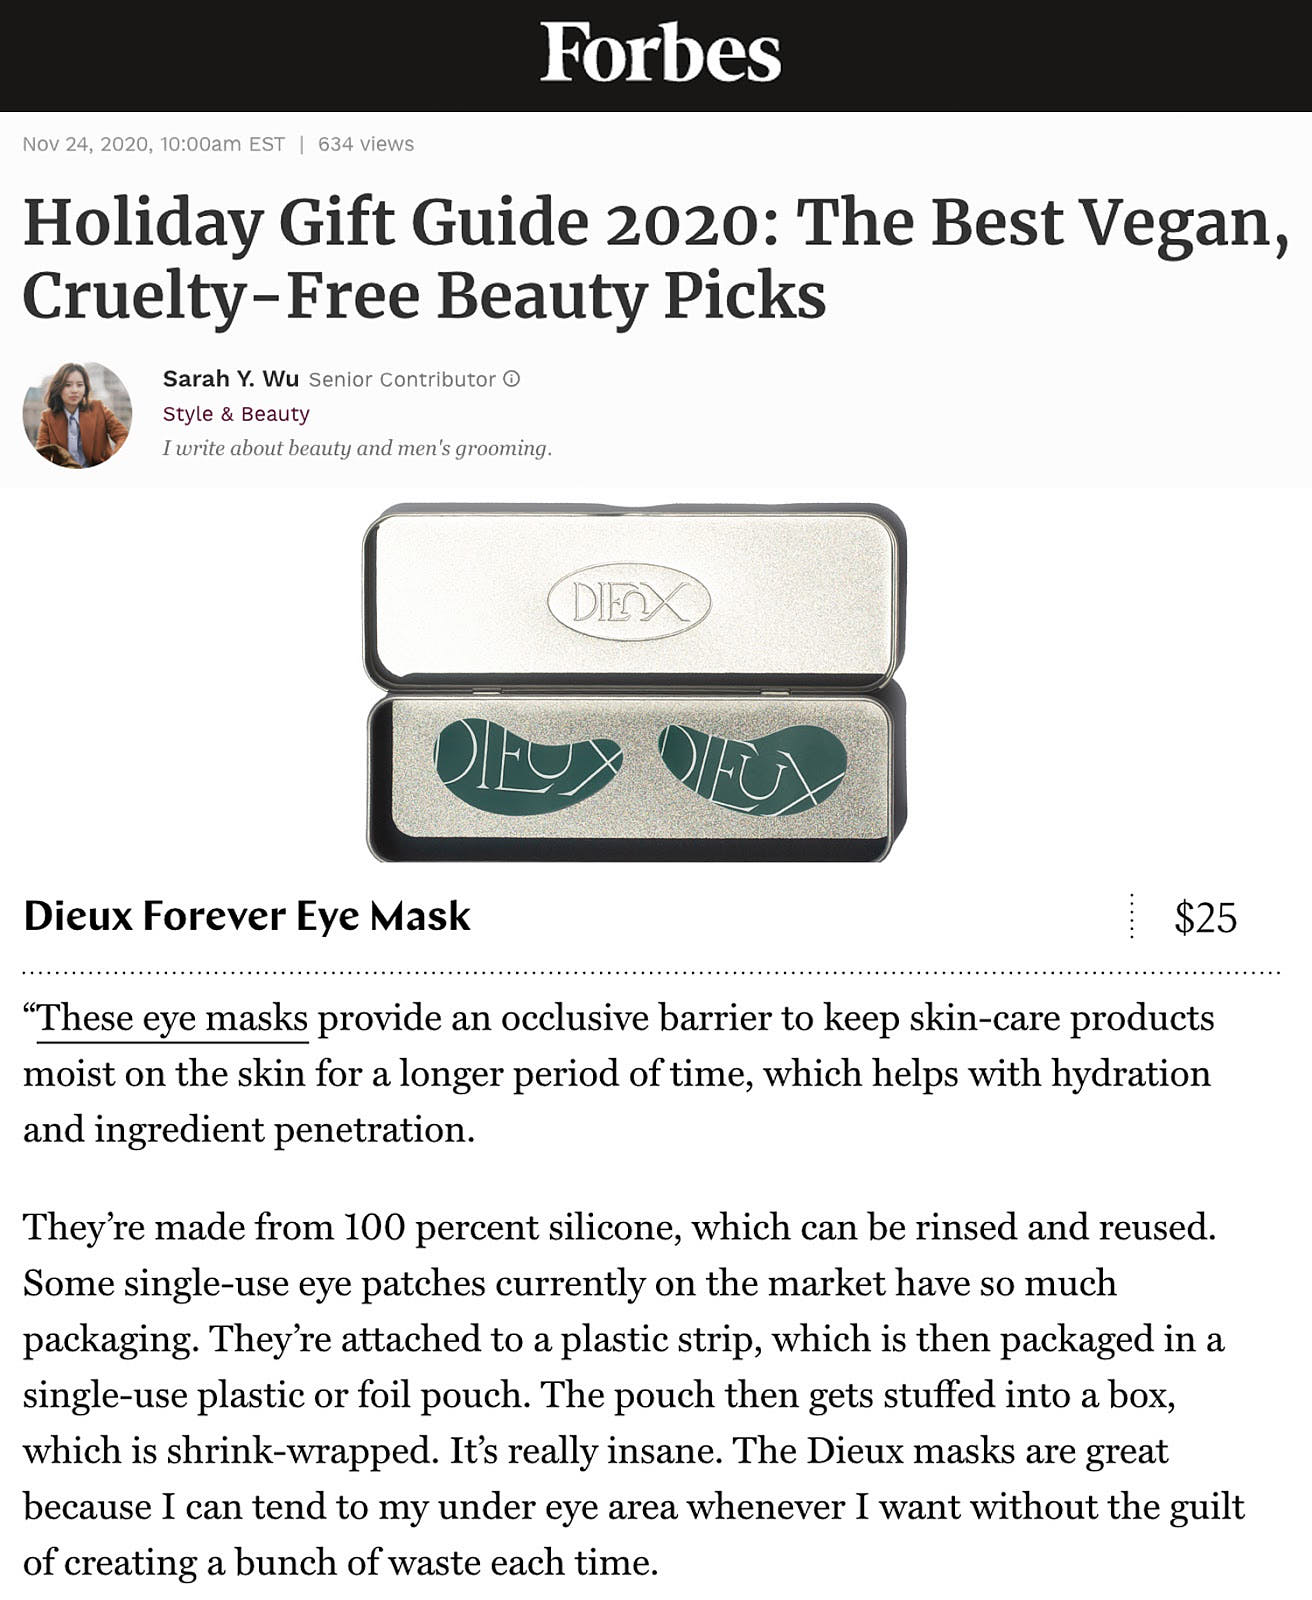 Forbes
Nov 24, 2020, 10:00am EST | 634 views
Holiday Gift Guide 2020: The Best Vegan,
Cruelty-Free Beauty Picks
Sarah Y. Wu Senior Contributor
Style & Beauty
I write about beauty and men's grooming.
DIEUX
DIEUX DIEUX
Dieux Forever Eye Mask $25
“These eye masks provide an occlusive barrier to keep skin-care products
moist on the skin for a longer period of time, which helps with hydration
and ingredient penetration.
They’re made from 100 percent silicone, which can be rinsed and reused.
Some single-use eye patches currently on the market have so much
packaging. They’re attached to a plastic strip, which is then packaged in a
single-use plastic or foil pouch. The pouch then gets stuffed into a box,
which is shrink-wrapped. It’s really insane. The Dieux masks are great
because I can tend to my under eye area whenever I want without the guilt
of creating a bunch of waste each time.